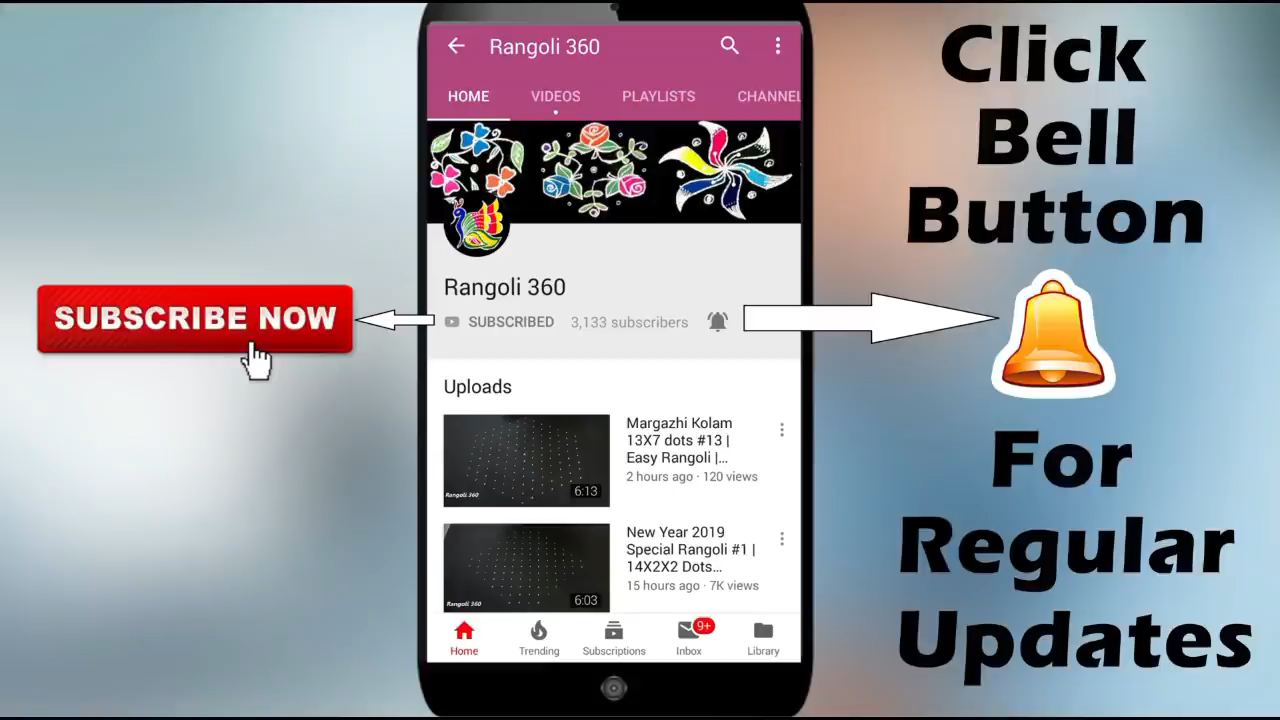 Rangoli 360
HOME VIDEOS PLAYLISTS CHANNEL
Rangoli 360
SUBSCRIBED 3,133 subscribers
Uploads
Margazhi Kolam
13X7 dots #13 |
Easy Rangoli |...
2 hours ago · 120 views
Rangoli 360
6:13
New Year 2019
Special Rangoli #1 |
14X2X2 Dots...
15 hours ago · 7K views
Rangoli 360
6:03
9+
Home Trending Subscriptions Inbox Library
SUBSCRIBE NOW
Click
Bell
Button
For
Regular
Updates